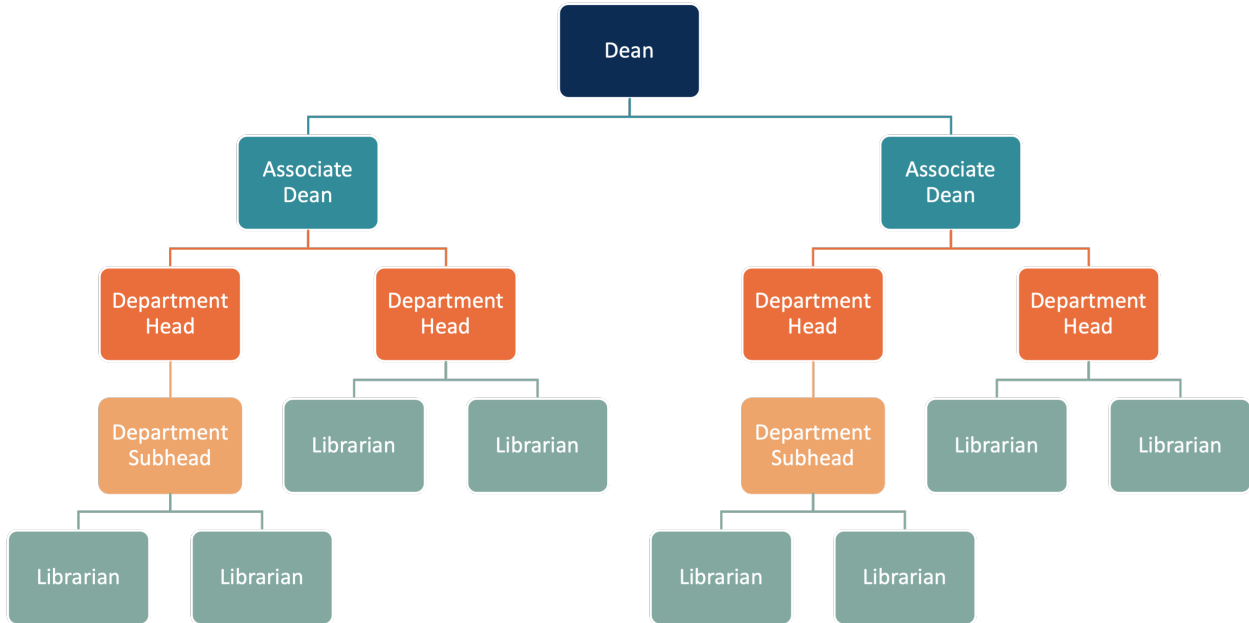 Dean
Associate
Dean
Associate
Dean
Department
Head
Department
Head
Department
Head
Department
Head
Department
Subhead
Librarian
Librarian
Department
Subhead
Librarian
Librarian
Librarian
Librarian
Librarian
Librarian